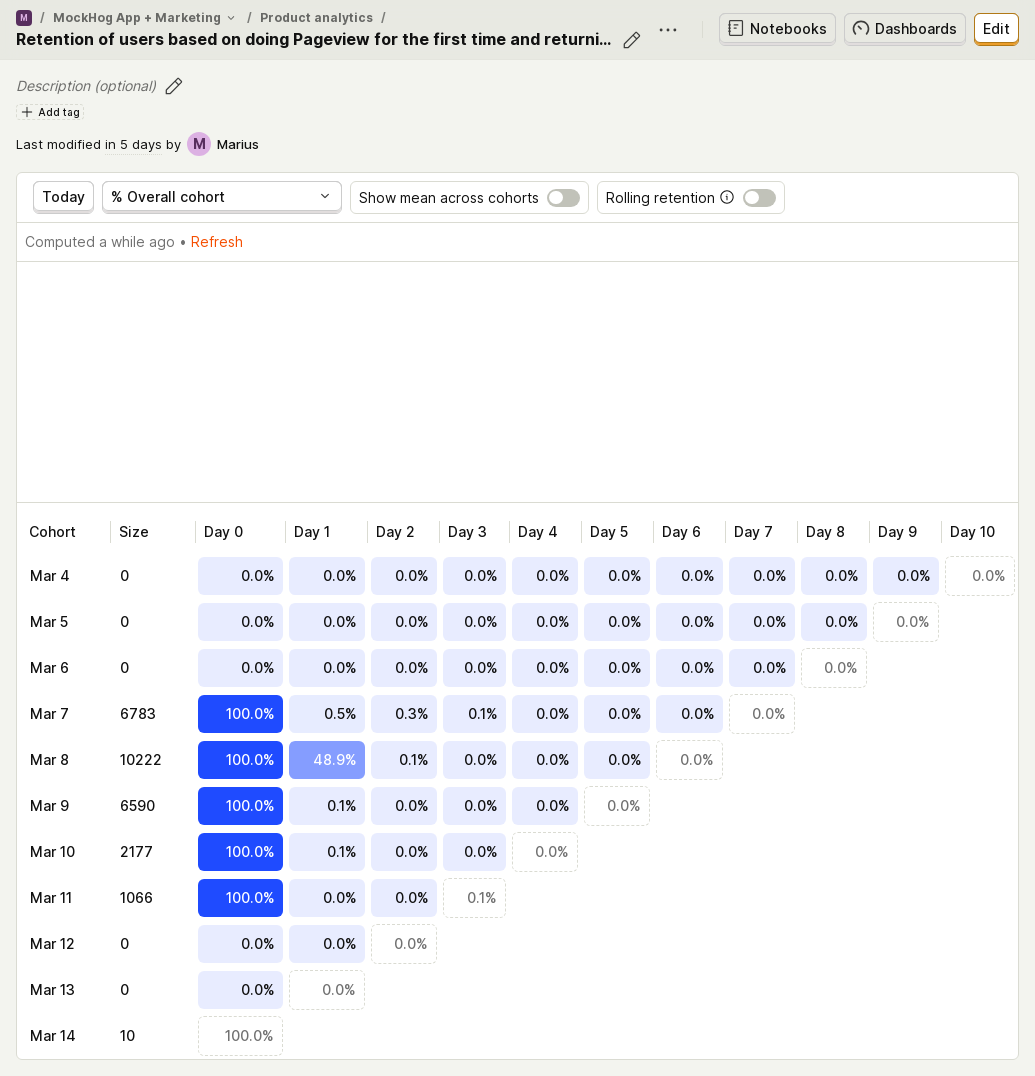 M / MockHog App + Marketing / Product analytics /
Retention of users based on doing Pageview for the first time and returni...
Notebooks Dashboards Edit
Description (optional)
Add tag
Last modified in 5 days by M Marius
Today % Overall cohort Show mean across cohorts Rolling retention
Computed a while ago • Refresh
Cohort Size Day 0 Day 1 Day 2 Day 3 Day 4 Day 5 Day 6 Day 7 Day 8 Day 9 Day 10
Mar 4 0 0.0% 0.0% 0.0% 0.0% 0.0% 0.0% 0.0% 0.0% 0.0% 0.0% 0.0%
Mar 5 0 0.0% 0.0% 0.0% 0.0% 0.0% 0.0% 0.0% 0.0% 0.0% 0.0%
Mar 6 0 0.0% 0.0% 0.0% 0.0% 0.0% 0.0% 0.0% 0.0% 0.0%
Mar 7 6783 100.0% 0.5% 0.3% 0.1% 0.0% 0.0% 0.0% 0.0%
Mar 8 10222 100.0% 48.9% 0.1% 0.0% 0.0% 0.0% 0.0%
Mar 9 6590 100.0% 0.1% 0.0% 0.0% 0.0% 0.0%
Mar 10 2177 100.0% 0.1% 0.0% 0.0% 0.0%
Mar 11 1066 100.0% 0.0% 0.0% 0.1%
Mar 12 0 0.0% 0.0% 0.0%
Mar 13 0 0.0% 0.0%
Mar 14 10 100.0%